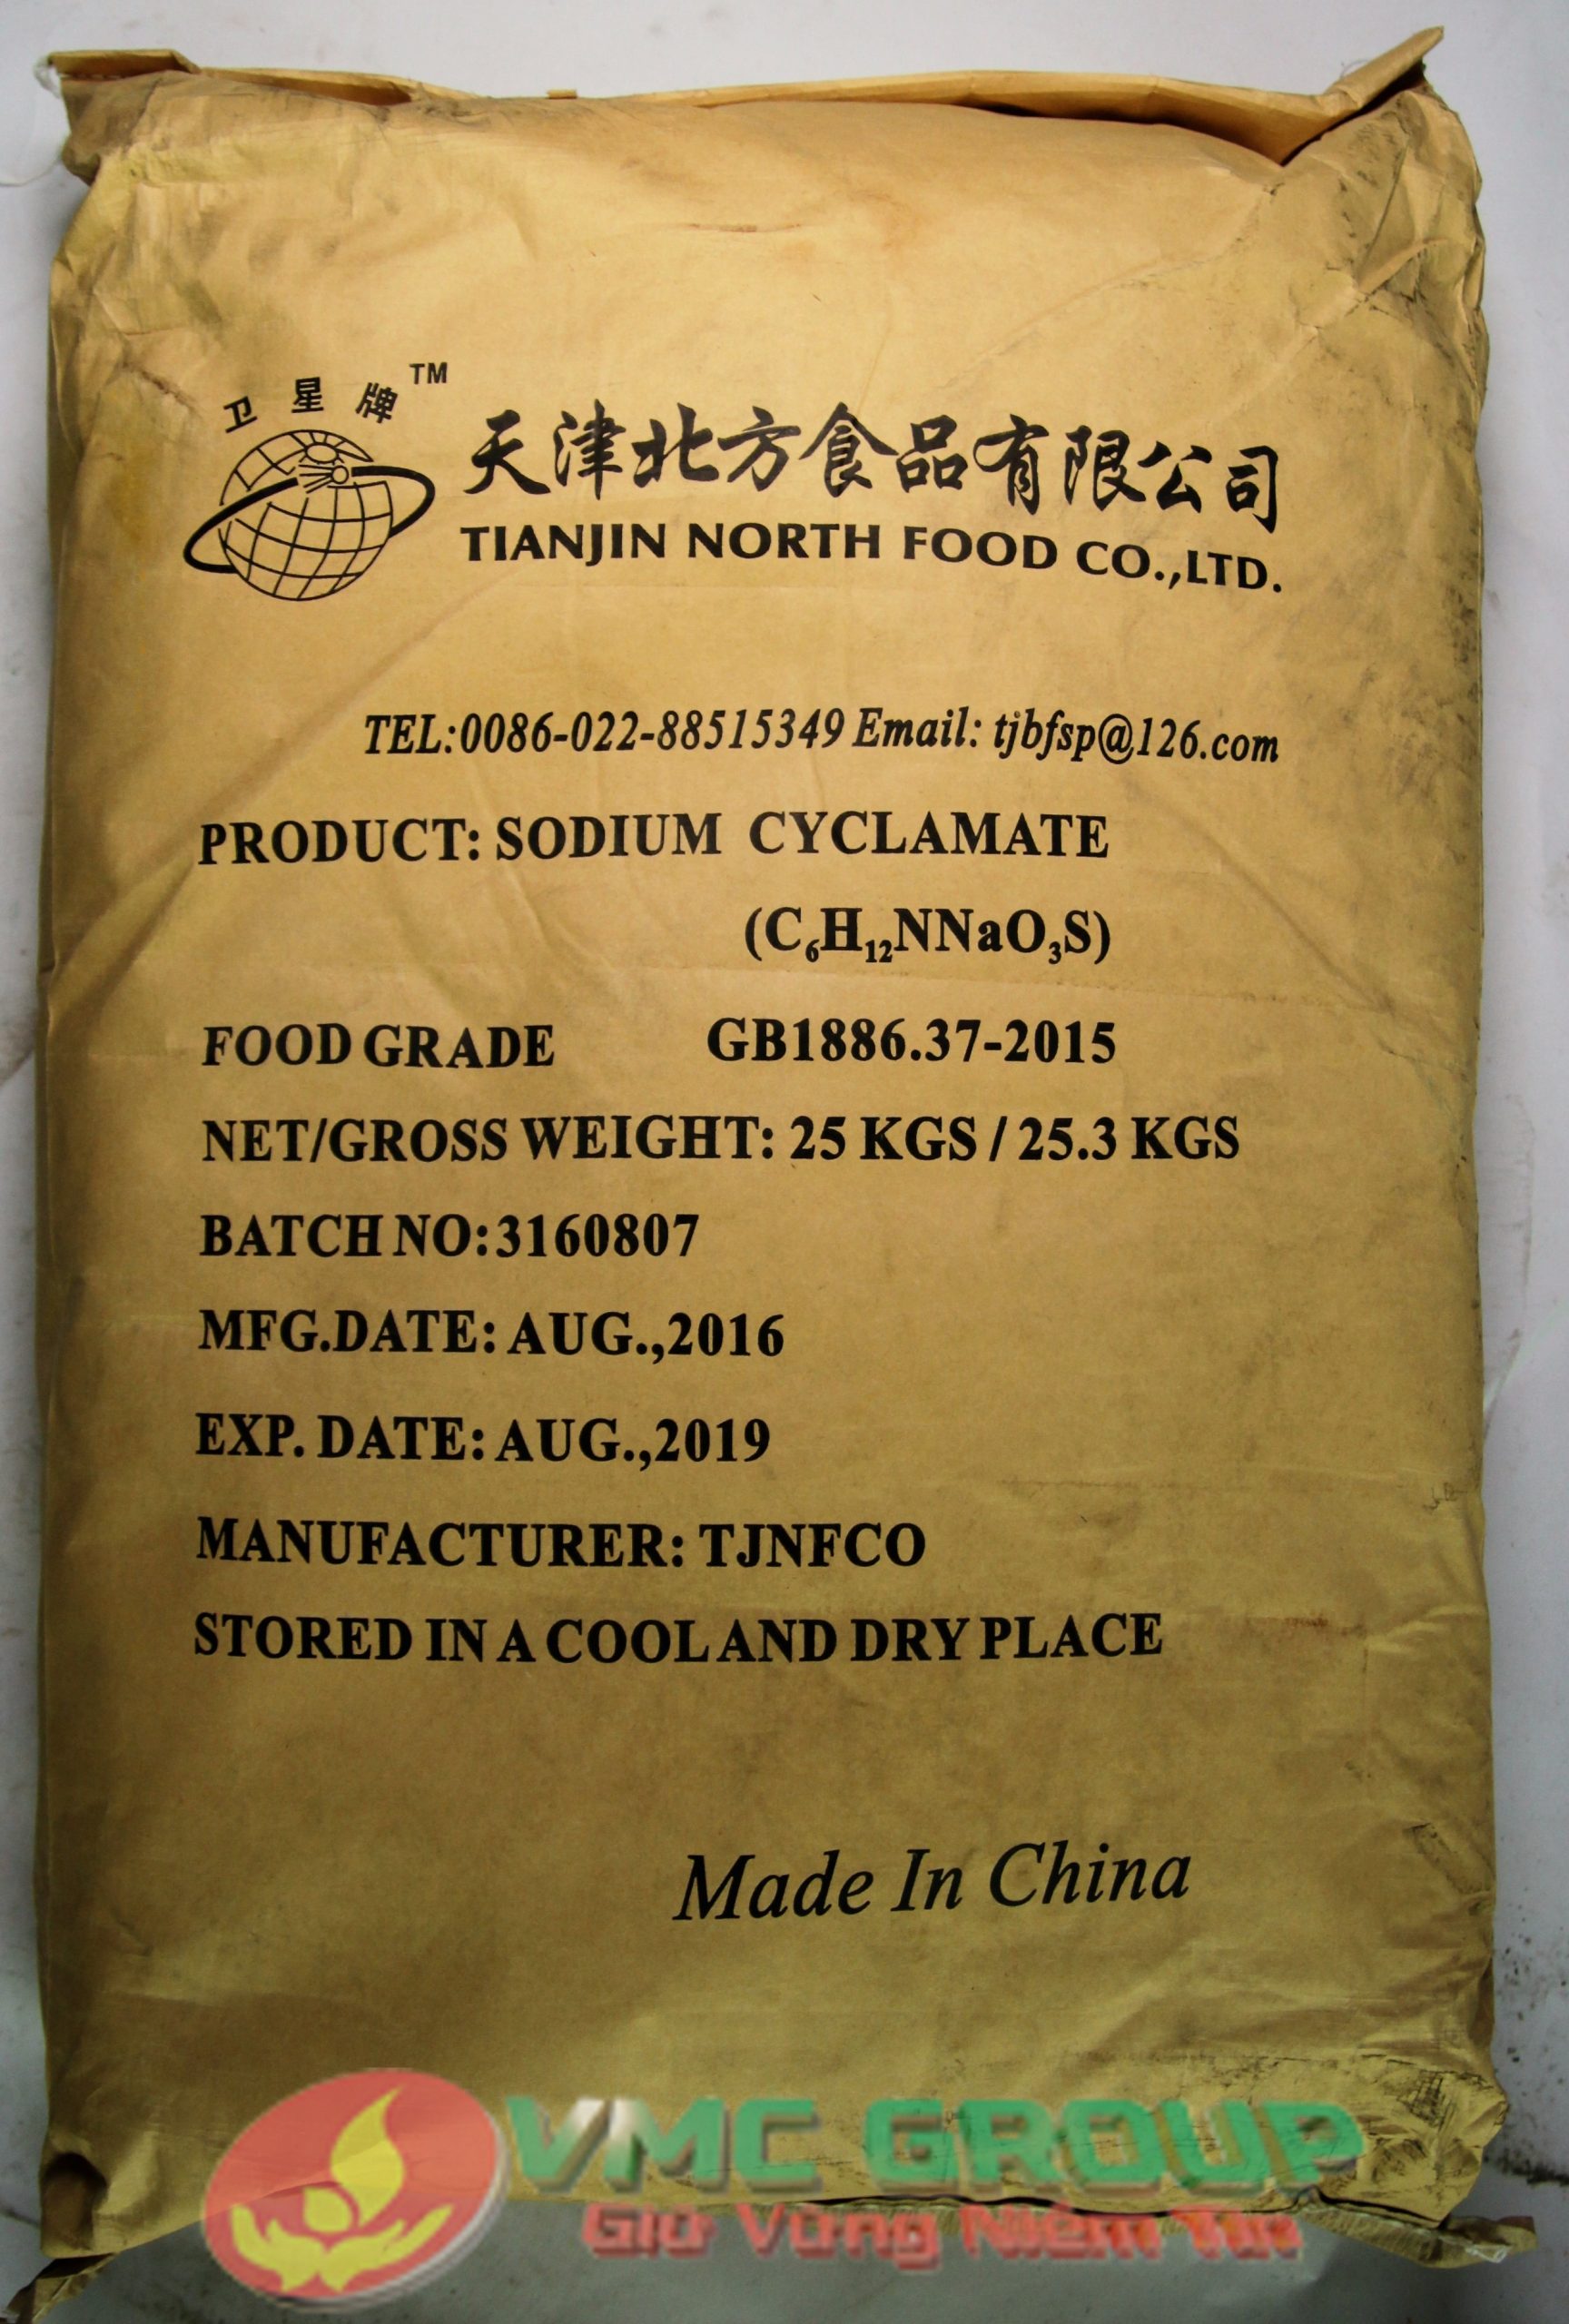 卫星牌™
天津北方食品有限公司
TIANJIN NORTH FOOD CO.,LTD.
TEL:0086-022-88515349 Email: tjbfsp@126.com
PRODUCT: SODIUM CYCLAMATE
(C₆H₁₂NNaO₃S)
FOOD GRADE GB1886.37-2015
NET/GROSS WEIGHT: 25 KGS / 25.3 KGS
BATCH NO:3160807
MFG.DATE: AUG.,2016
EXP. DATE: AUG.,2019
MANUFACTURER: TJNFCO
STORED IN A COOL AND DRY PLACE
Made In China
VMC GROUP
Giữ Vững Niềm Tin